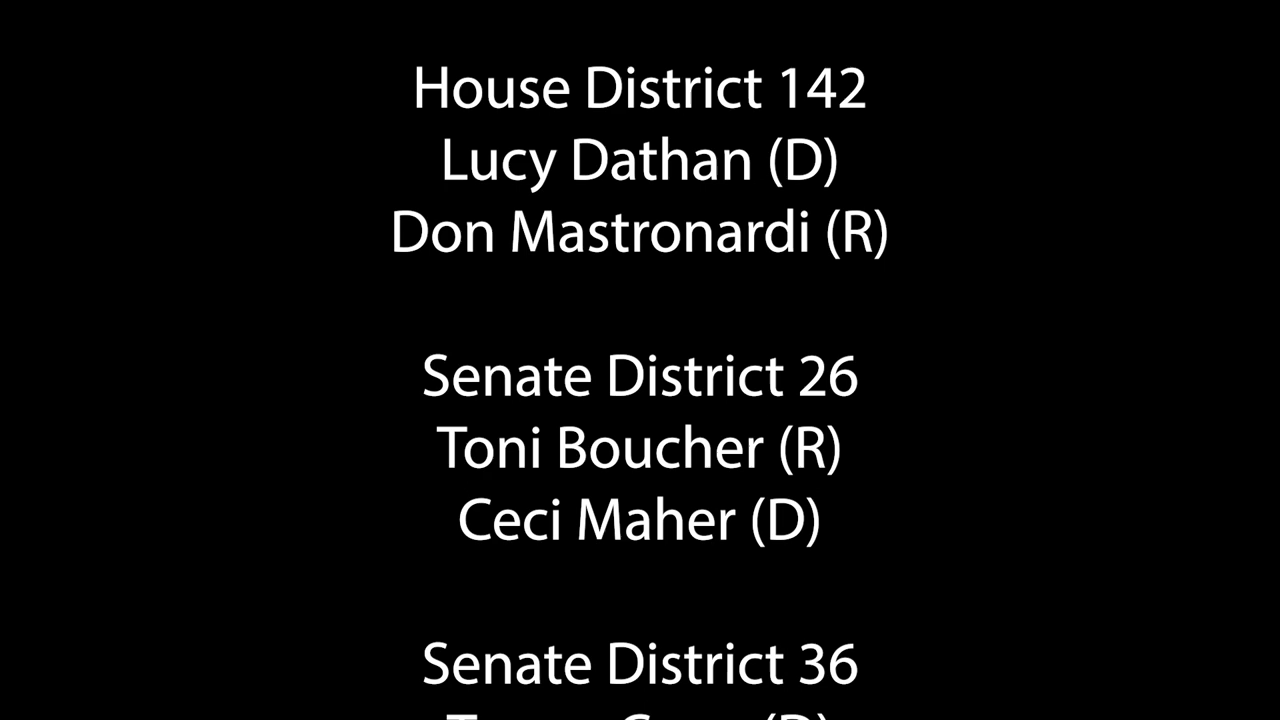 House District 142
Lucy Dathan (D)
Don Mastronardi (R)
Senate District 26
Toni Boucher (R)
Ceci Maher (D)
Senate District 36